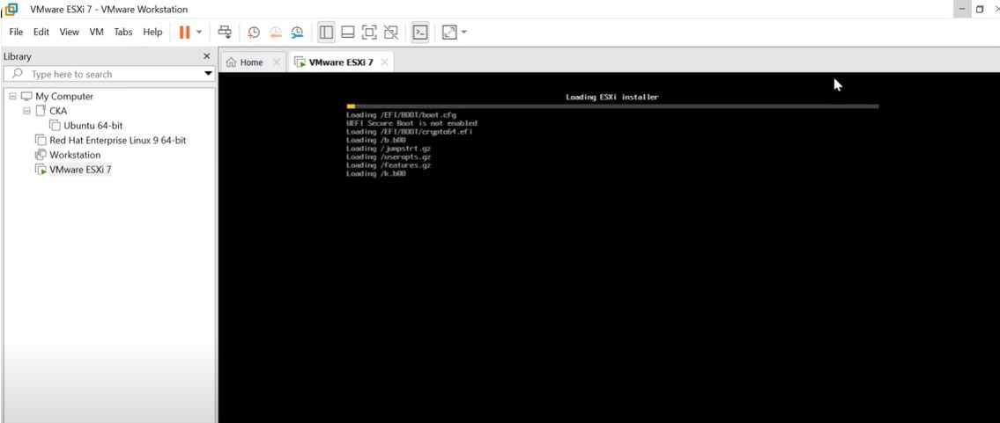 VMware ESXi 7 - VMware Workstation
File Edit View VM Tabs Help
Library
Type here to search
My Computer
CKA
Ubuntu 64-bit
Red Hat Enterprise Linux 9 64-bit
Workstation
VMware ESXi 7
Home
VMware ESXi 7
Loading ESXi installer
Loading /EFI/BOOT/boot.cfg
UEFI Secure Boot is not enabled
Loading /EFI/BOOT/crypto64.efi
Loading /b.b00
Loading /jumpstrt.gz
Loading /useropts.gz
Loading /features.gz
Loading /k.b00